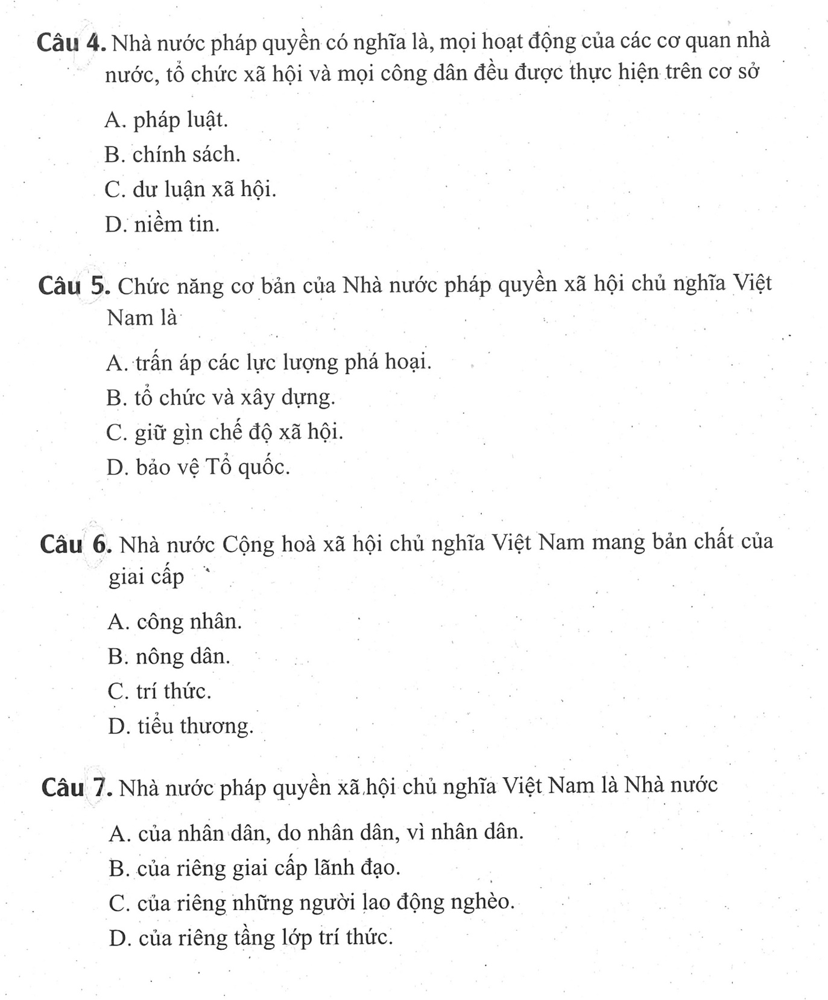 Câu 4. Nhà nước pháp quyền có nghĩa là, mọi hoạt động của các cơ quan nhà
nước, tổ chức xã hội và mọi công dân đều được thực hiện trên cơ sở
A. pháp luật.
B. chính sách.
C. dư luận xã hội.
D. niềm tin.
Câu 5. Chức năng cơ bản của Nhà nước pháp quyền xã hội chủ nghĩa Việt
Nam là
A. trấn áp các lực lượng phá hoại.
B. tổ chức và xây dựng.
C. giữ gìn chế độ xã hội.
D. bảo vệ Tổ quốc.
Câu 6. Nhà nước Cộng hoà xã hội chủ nghĩa Việt Nam mang bản chất của
giai cấp
A. công nhân.
B. nông dân.
C. trí thức.
D. tiểu thương.
Câu 7. Nhà nước pháp quyền xã hội chủ nghĩa Việt Nam là Nhà nước
A. của nhân dân, do nhân dân, vì nhân dân.
B. của riêng giai cấp lãnh đạo.
C. của riêng những người lao động nghèo.
D. của riêng tầng lớp trí thức.